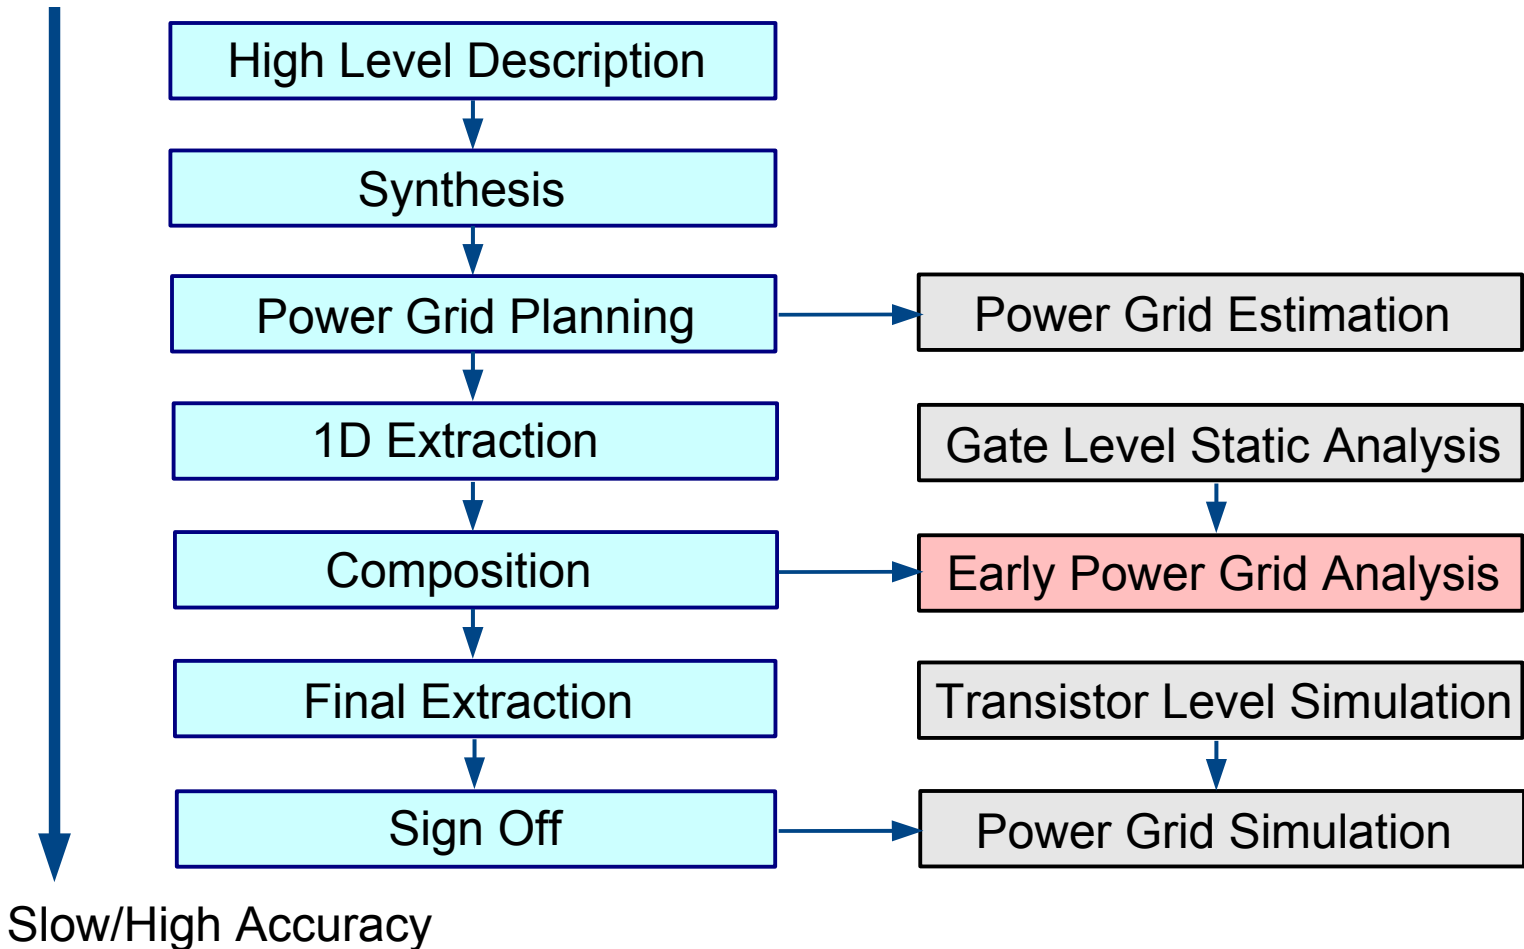 High Level Description
Synthesis
Power Grid Planning
Power Grid Estimation
1D Extraction
Gate Level Static Analysis
Composition
Early Power Grid Analysis
Final Extraction
Transistor Level Simulation
Sign Off
Power Grid Simulation
Slow/High Accuracy